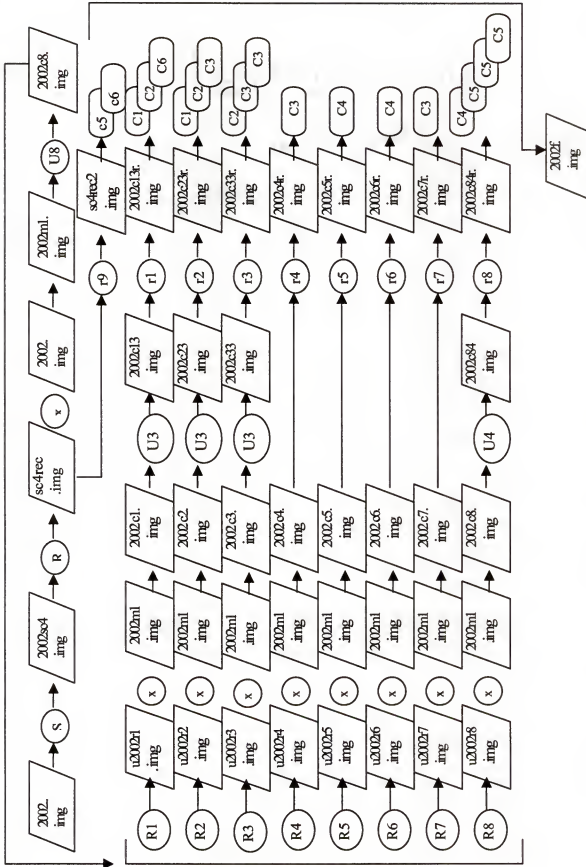 2002_
.img
S.
2002sc4
.img
R
sc4rec
.img
x
2002_
.img
2002ml.
img
U8
2002c8.
img
r9
sc4rec2
.img
c5
c6
R1
u2002r1
.img
x
2002ml
.img
2002c1.
img
U3
2002c13
.img
r1
2002c13r.
img
C1
C2
C6
R2
u2002r2
.img
x
2002ml
.img
2002c2.
img
U3
2002c23
.img
r2
2002c23r.
img
C1
C2
C3
R3
u2002r3
.img
x
2002ml
.img
2002c3.
img
U3
2002c33
.img
r3
2002c33r.
img
C2
C3
C3
R4
u2002r4
.img
x
2002ml
.img
2002c4.
img
r4
2002c4r.
img
C3
R5
u2002r5
.img
x
2002ml
.img
2002c5.
img
r5
2002c5r.
img
C4
R6
u2002r6
.img
x
2002ml
.img
2002c6.
img
r6
2002c6r.
img
C4
R7
u2002r7
.img
x
2002ml
.img
2002c7.
img
r7
2002c7r.
img
C3
R8
u2002r8
.img
x
2002ml
.img
2002c8.
img
U4
2002c84
.img
r8
2002c84r.
img
C4
C5
C5
C5
2002f.
img